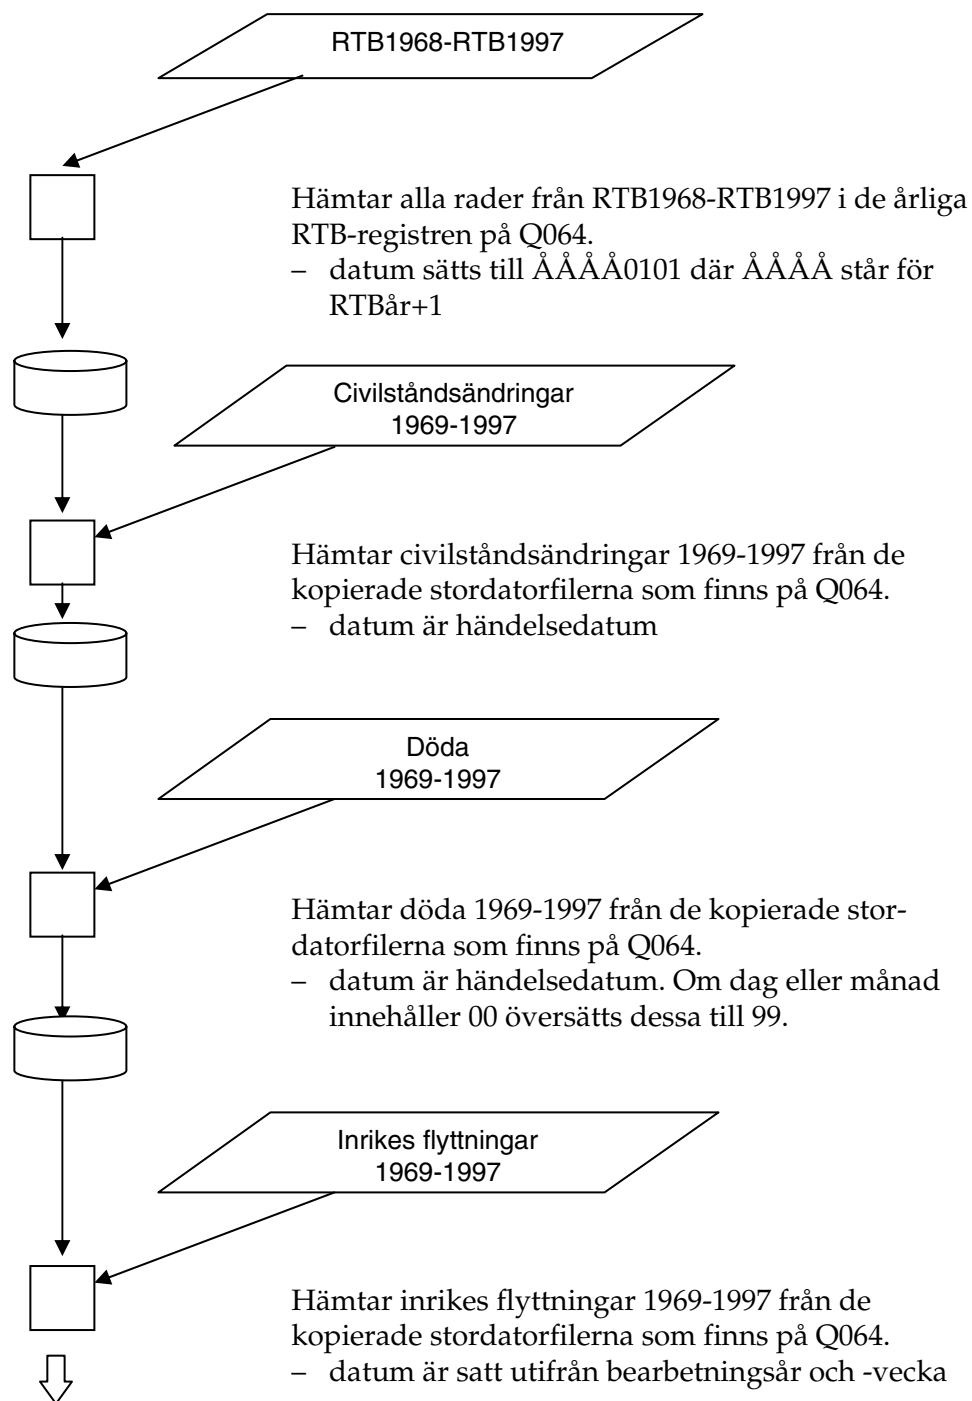 RTB1968-RTB1997
Hämtar alla rader från RTB1968-RTB1997 i de årliga
RTB-registren på Q064.
– datum sätts till ÅÅÅÅ0101 där ÅÅÅÅ står för
RTBår+1
Civilståndsändringar
1969-1997
Hämtar civilståndsändringar 1969-1997 från de
kopierade stordatorfilerna som finns på Q064.
– datum är händelsedatum
Döda
1969-1997
Hämtar döda 1969-1997 från de kopierade stor-
datorfilerna som finns på Q064.
– datum är händelsedatum. Om dag eller månad
innehåller 00 översätts dessa till 99.
Inrikes flyttningar
1969-1997
Hämtar inrikes flyttningar 1969-1997 från de
kopierade stordatorfilerna som finns på Q064.
– datum är satt utifrån bearbetningsår och -vecka